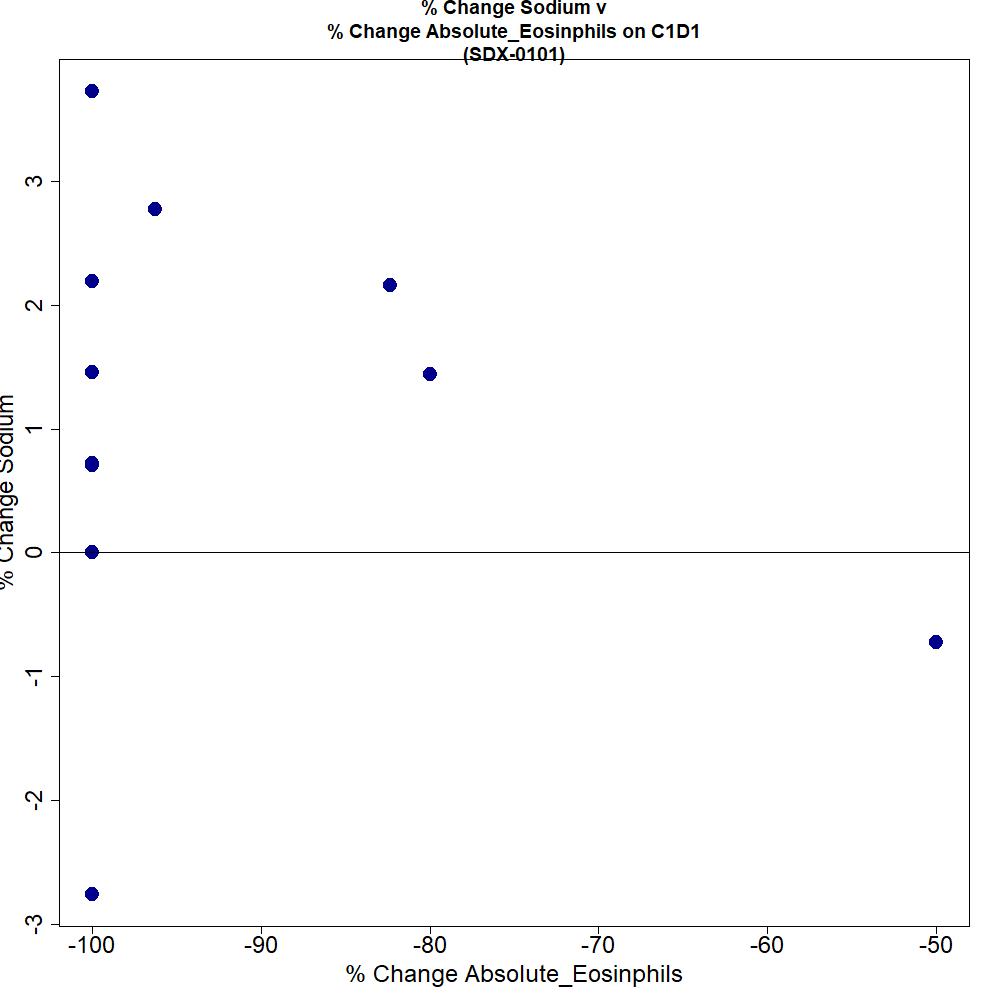 % Change Sodium v
% Change Absolute_Eosinphils on C1D1
(SDX-0101)
% Change Sodium
3
2
1
0
-1
-2
-3
-100 -90 -80 -70 -60 -50
% Change Absolute_Eosinphils